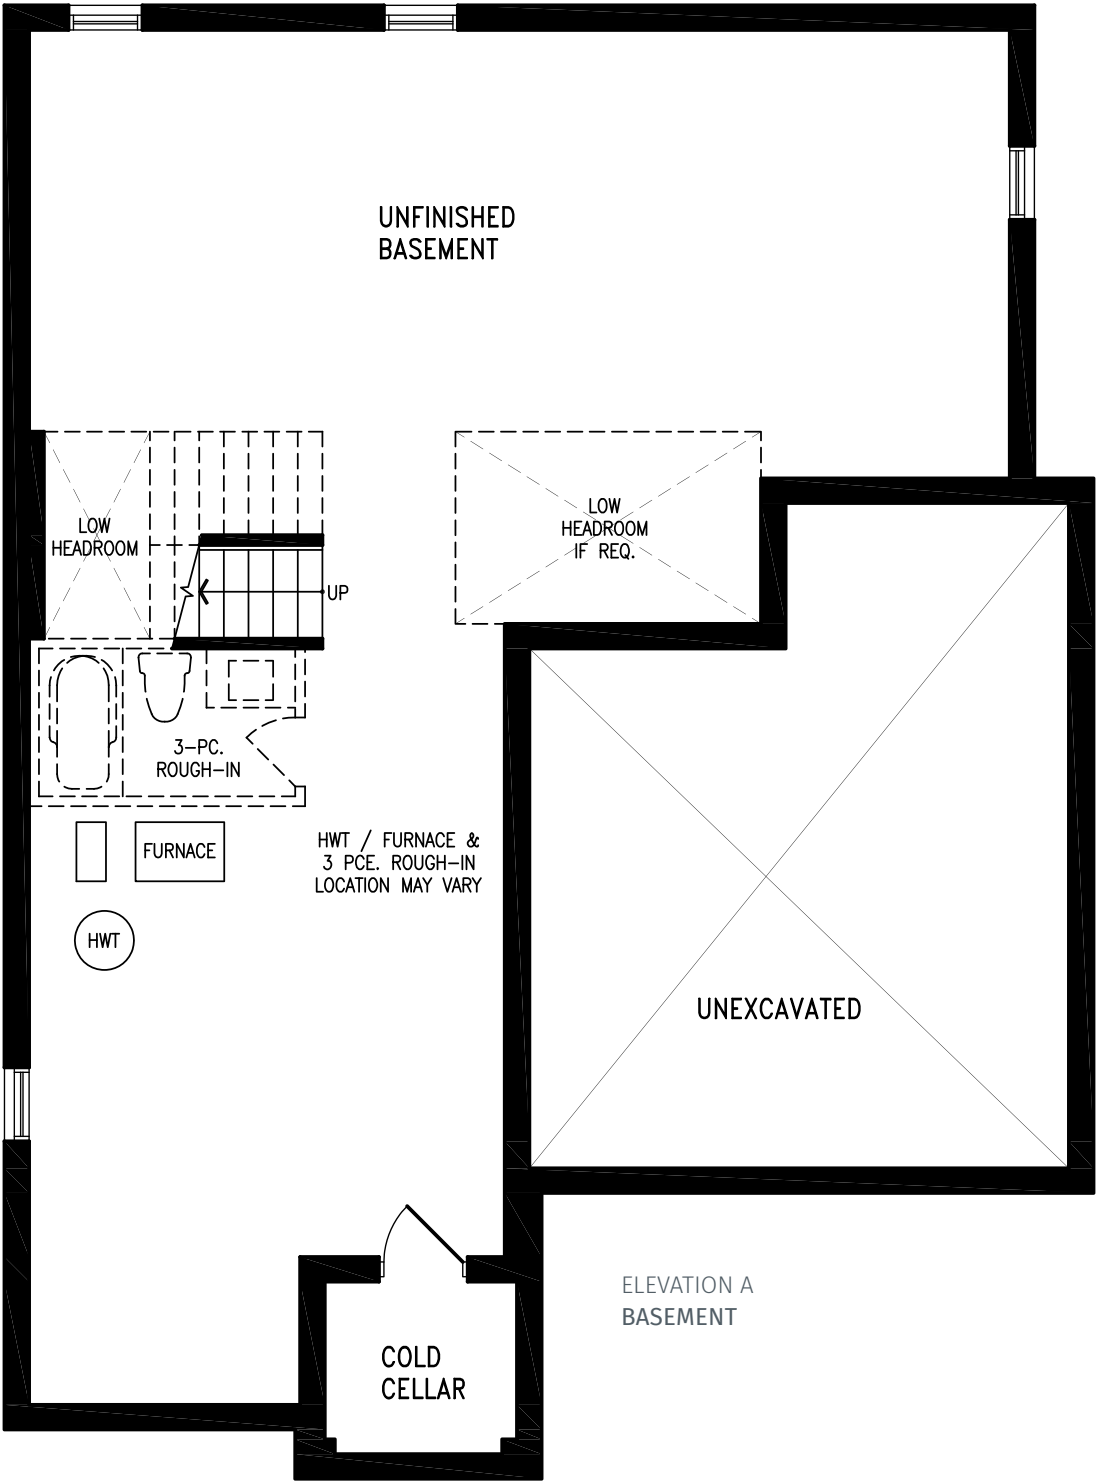 UNFINISHED
BASEMENT
LOW
HEADROOM
LOW
HEADROOM
IF REQ.
UP
3-PC.
ROUGH-IN
FURNACE
HWT / FURNACE &
3 PCE. ROUGH-IN
LOCATION MAY VARY
HWT
UNEXCAVATED
ELEVATION A
BASEMENT
COLD
CELLAR